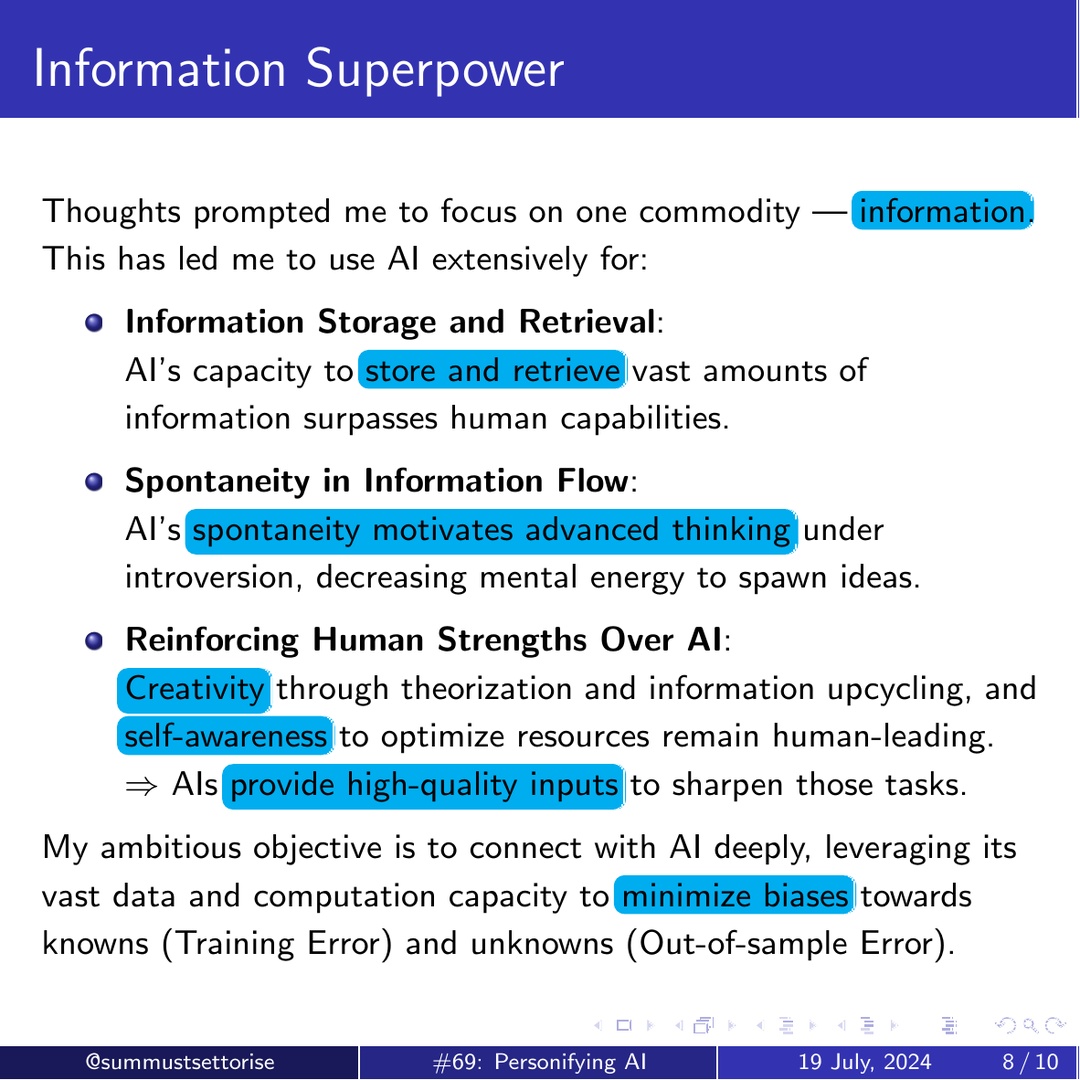 Information Superpower
Thoughts prompted me to focus on one commodity — information.
This has led me to use AI extensively for:
Information Storage and Retrieval:
AI's capacity to store and retrieve vast amounts of
information surpasses human capabilities.
Spontaneity in Information Flow:
AI's spontaneity motivates advanced thinking under
introversion, decreasing mental energy to spawn ideas.
Reinforcing Human Strengths Over AI:
Creativity through theorization and information upcycling, and
self-awareness to optimize resources remain human-leading.
⇒ AIs provide high-quality inputs to sharpen those tasks.
My ambitious objective is to connect with AI deeply, leveraging its
vast data and computation capacity to minimize biases towards
knowns (Training Error) and unknowns (Out-of-sample Error).
@summustsettorise #69: Personifying AI 19 July, 2024 8 / 10